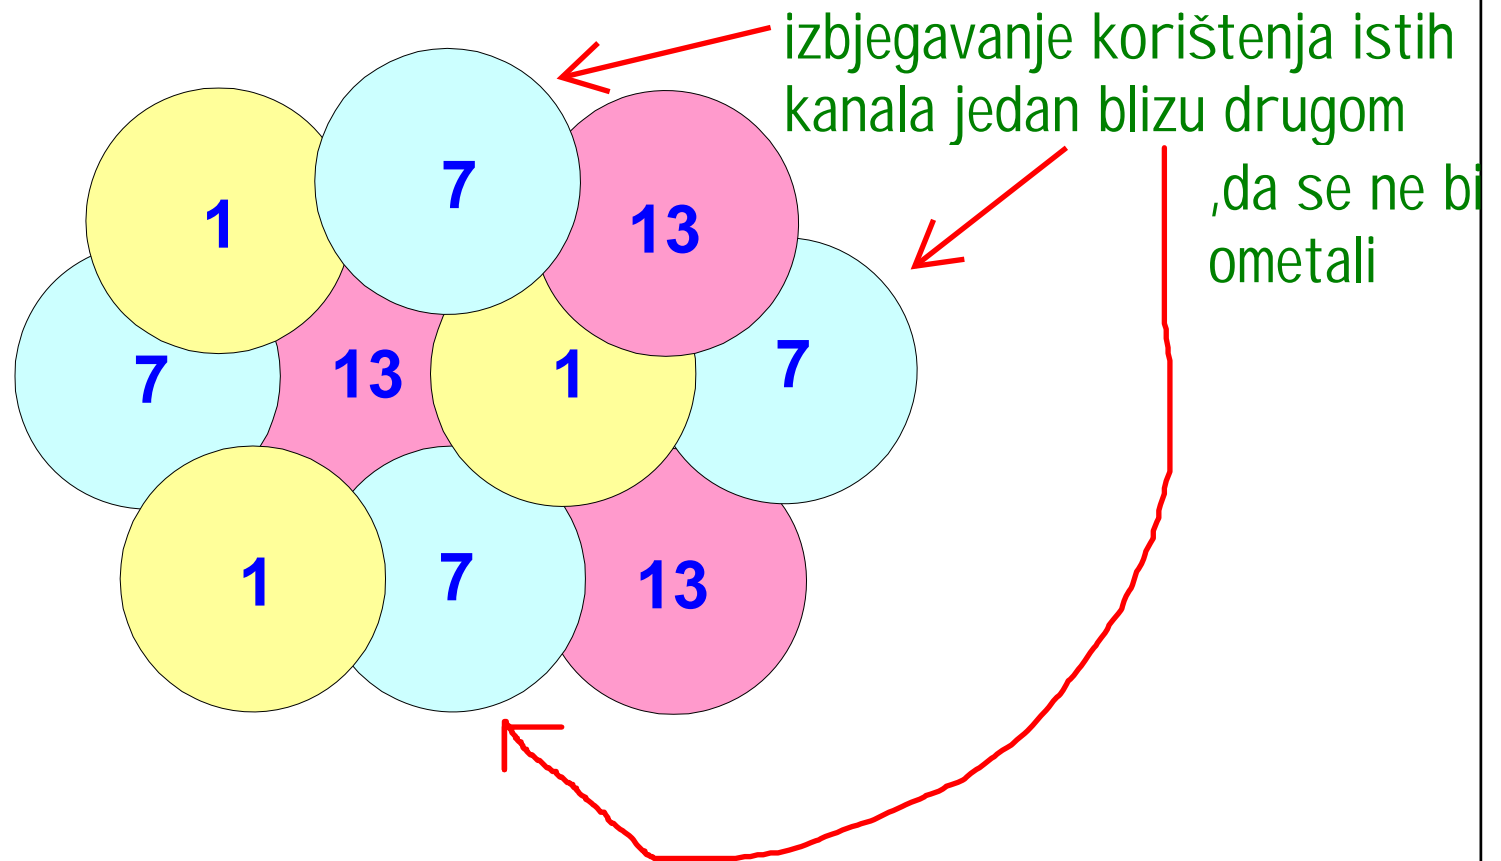 izbjegavanje korištenja istih
kanala jedan blizu drugom
,da se ne bi
ometali
7
1
13
7
13
1
7
1
7
13